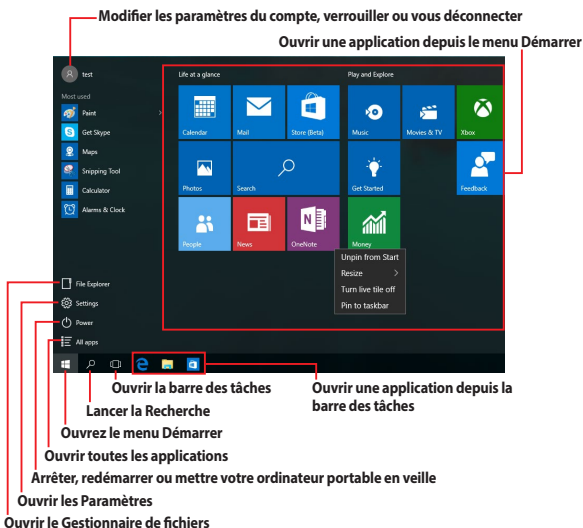 Modifier les paramètres du compte, verrouiller ou vous déconnecter
Ouvrir une application depuis le menu Démarrer
test
Life at a glance
Play and Explore
Most used
Paint
Get Skype
Maps
Snipping Tool
Calculator
Alarms & Clock
Calendar
Mail
Store (Beta)
Music
Movies & TV
Xbox
Photos
Search
Get Started
Feedback
People
News
OneNote
Money
Unpin from Start
Resize
Turn live tile off
Pin to taskbar
File Explorer
Settings
Power
All apps
Ouvrir la barre des tâches
Ouvrir une application depuis la
barre des tâches
Lancer la Recherche
Ouvrez le menu Démarrer
Ouvrir toutes les applications
Arrêter, redémarrer ou mettre votre ordinateur portable en veille
Ouvrir les Paramètres
Ouvrir le Gestionnaire de fichiers